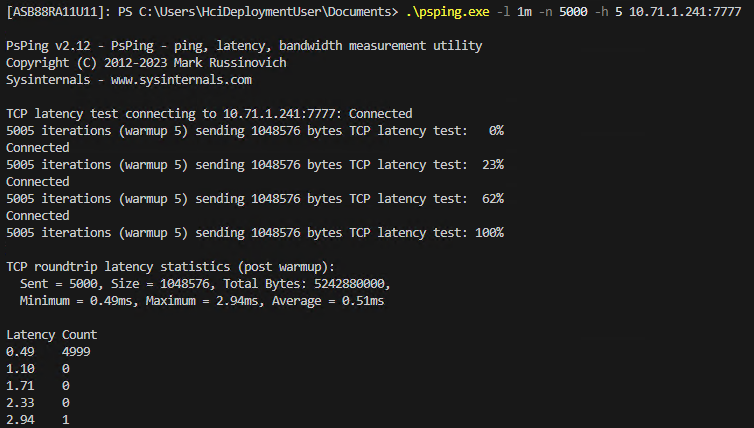 [ASB88RA11U11]: PS C:\Users\HciDeploymentUser\Documents> .\psping.exe -l 1m -n 5000 -h 5 10.71.1.241:7777
PsPing v2.12 - PsPing - ping, latency, bandwidth measurement utility
Copyright (C) 2012-2023 Mark Russinovich
Sysinternals - www.sysinternals.com
TCP latency test connecting to 10.71.1.241:7777: Connected
5005 iterations (warmup 5) sending 1048576 bytes TCP latency test:   0%
Connected
5005 iterations (warmup 5) sending 1048576 bytes TCP latency test:  23%
Connected
5005 iterations (warmup 5) sending 1048576 bytes TCP latency test:  62%
Connected
5005 iterations (warmup 5) sending 1048576 bytes TCP latency test: 100%
TCP roundtrip latency statistics (post warmup):
  Sent = 5000, Size = 1048576, Total Bytes: 5242880000,
  Minimum = 0.49ms, Maximum = 2.94ms, Average = 0.51ms
Latency Count
0.49    4999
1.10    0
1.71    0
2.33    0
2.94    1